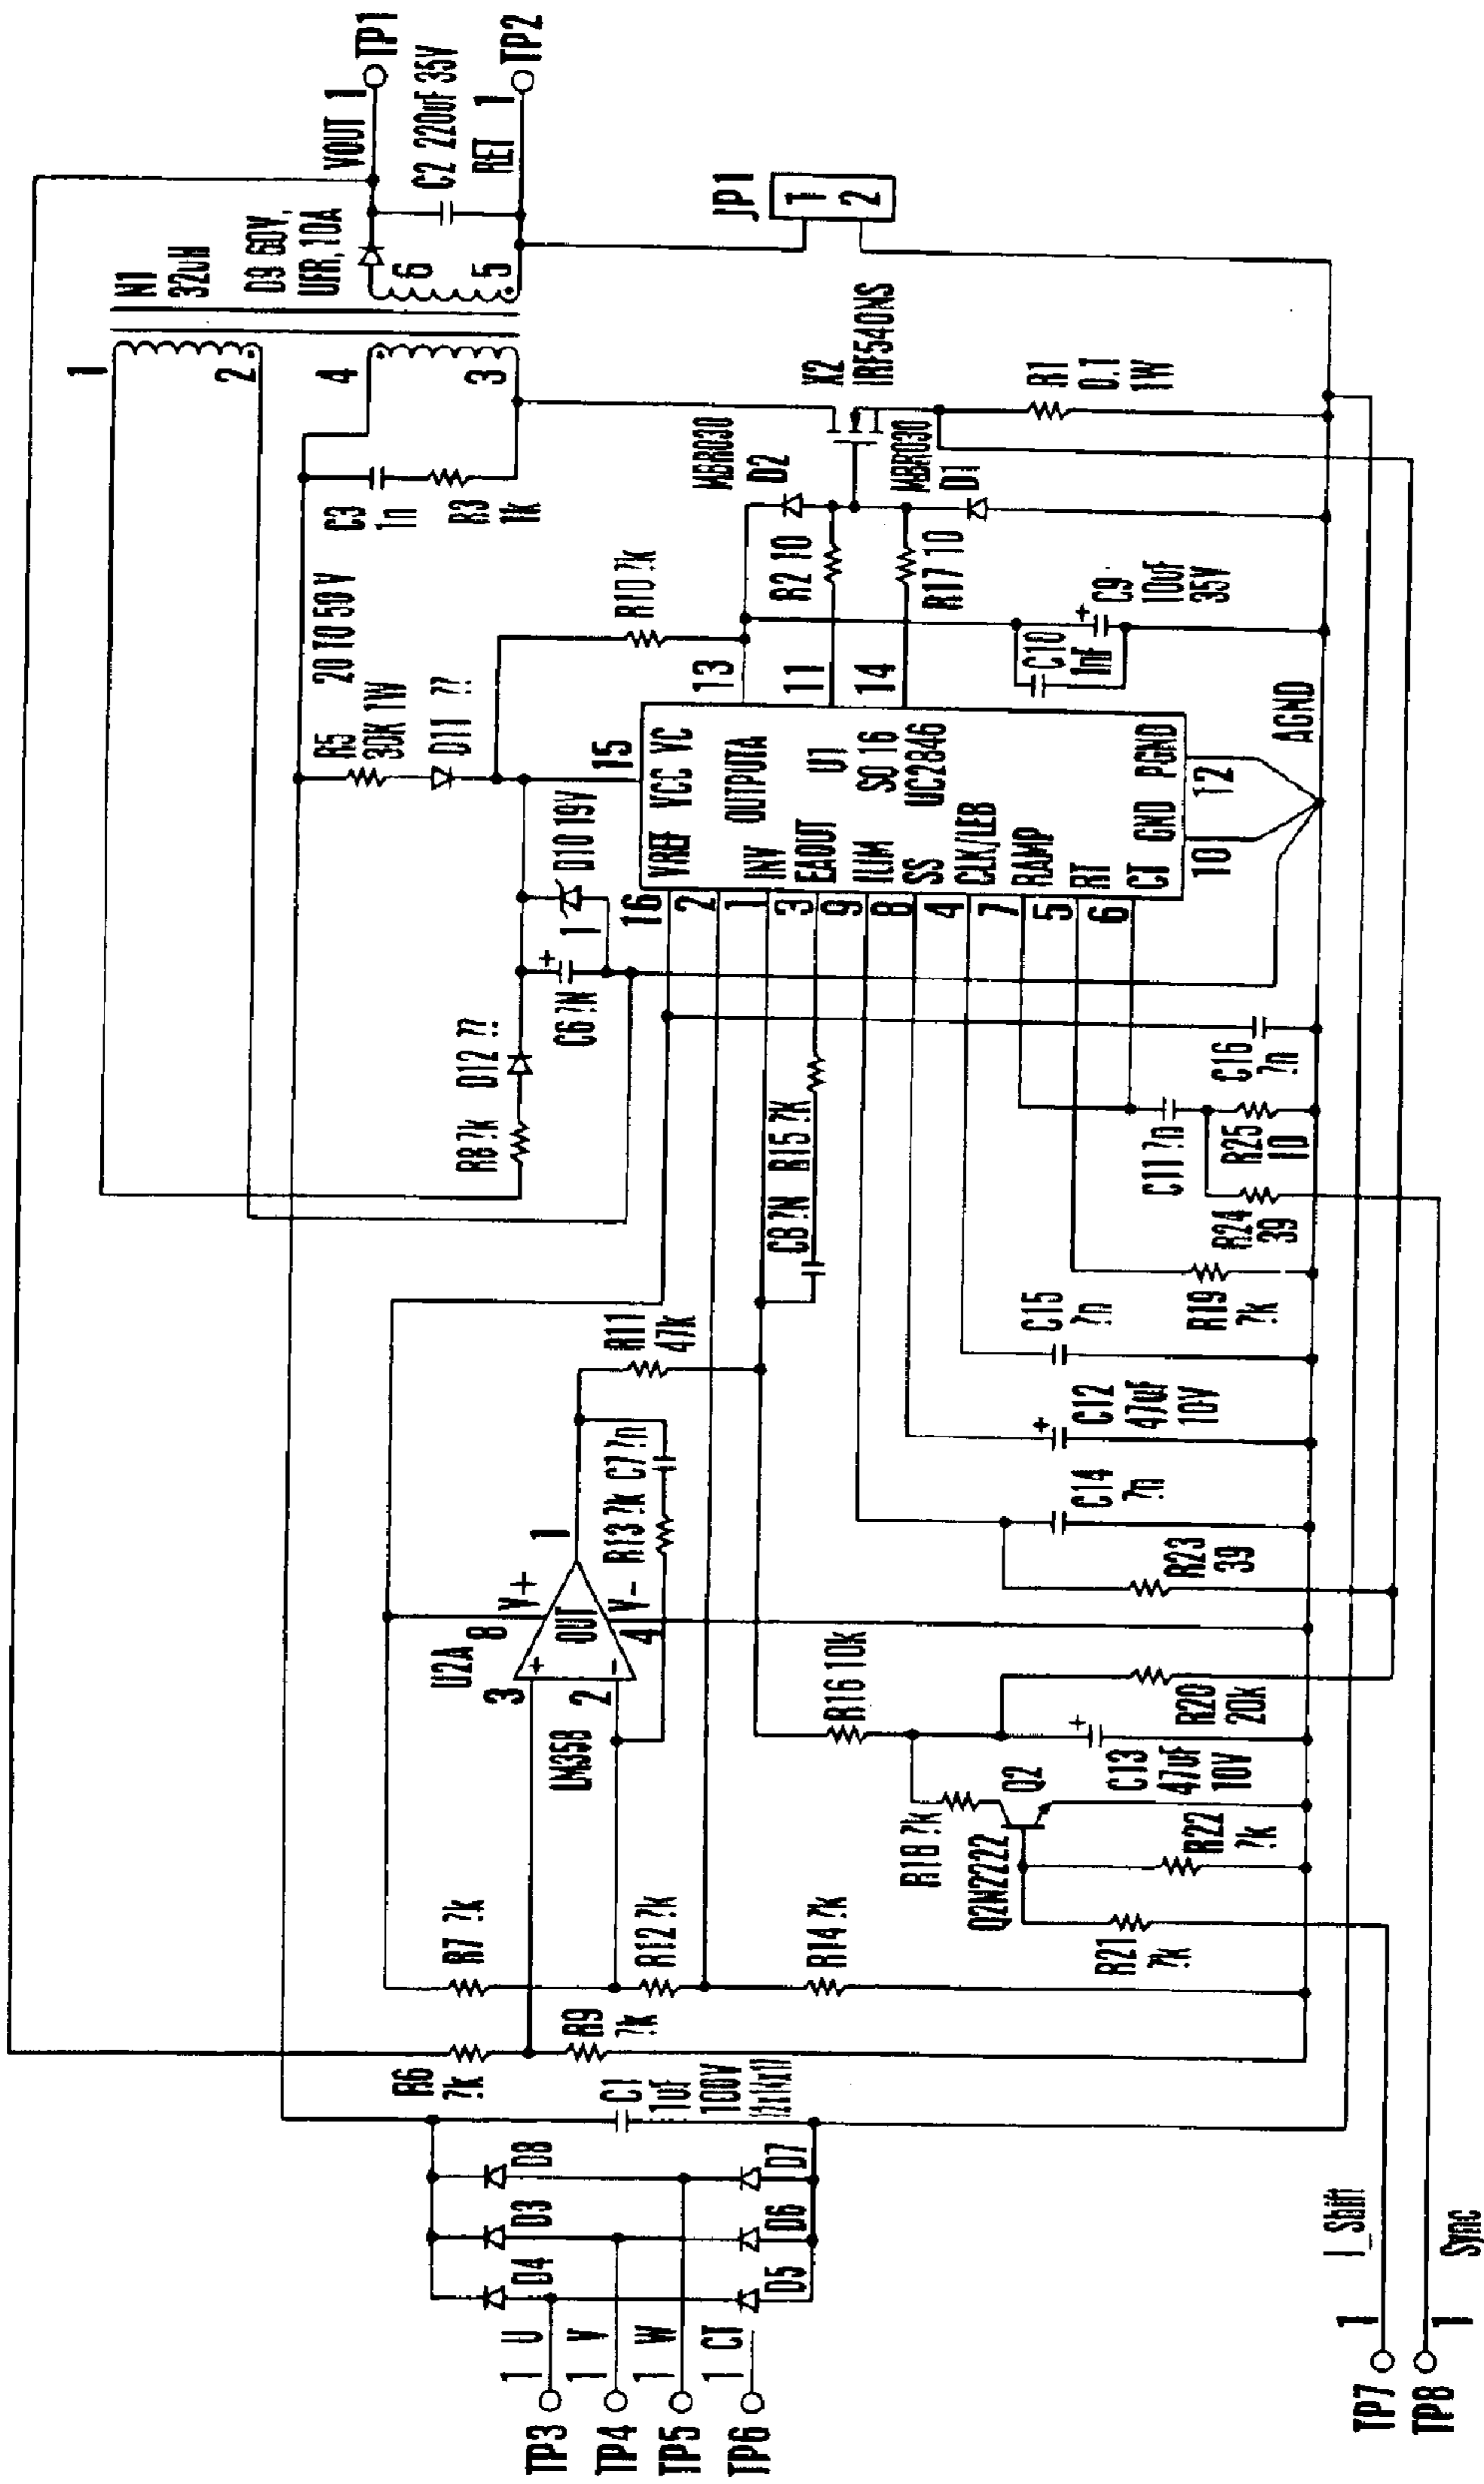 TP1
VOUT 1
C2 220uF 35V
RET 1
TP2
N1
32uH
D9 60V,
UFR, 10A
6
5
1
2
4
3
JP1
1
2
C3
1n
R3
1k
20 TO 50 V
R5
30K 1W
D11 ??
R10 ?k
MBR030
D2
X2
IRF540NS
MBR030
D1
R1
0.1
1W
R2 10
R17 10
13
11
14
15
C10
1nF
C9
10uF
35V
+
VCC VC
VREF
OUTPUTA
INV
EAOUT
ILIM
SS
CLK/LEB
RAMP
RT
CT
U1
SO 16
UC2846
GND PGND
10
12
AGND
16
2
1
3
9
8
4
7
5
6
D10 19V
1
+
C6 ?N
D12 ??
R8 ?k
C8 ?N
R15 ?K
C16
?n
C11 ?n
R25
10
R24
39
R19
?k
C15
?n
C12
47uF
10V
+
C14
?n
R23
39
R11
47k
R13 ?k
C7 ?n
1
V+
8
OUT
V-
4
U2A
3
+
2
-
LM358
R16 10k
R20
20k
C13
47uF
10V
+
Q2
Q2N2222
R18 ?k
R22
?k
R21
?k
R7 ?k
R12 ?k
R14 ?k
R6
?k
R9
?k
C1
1uF
100V
D8
D3
D4
D7
D6
D5
1 U
1 V
1 W
1 CT
TP3
TP4
TP5
TP6
I_Shift
1
TP7
Sync
1
TP8